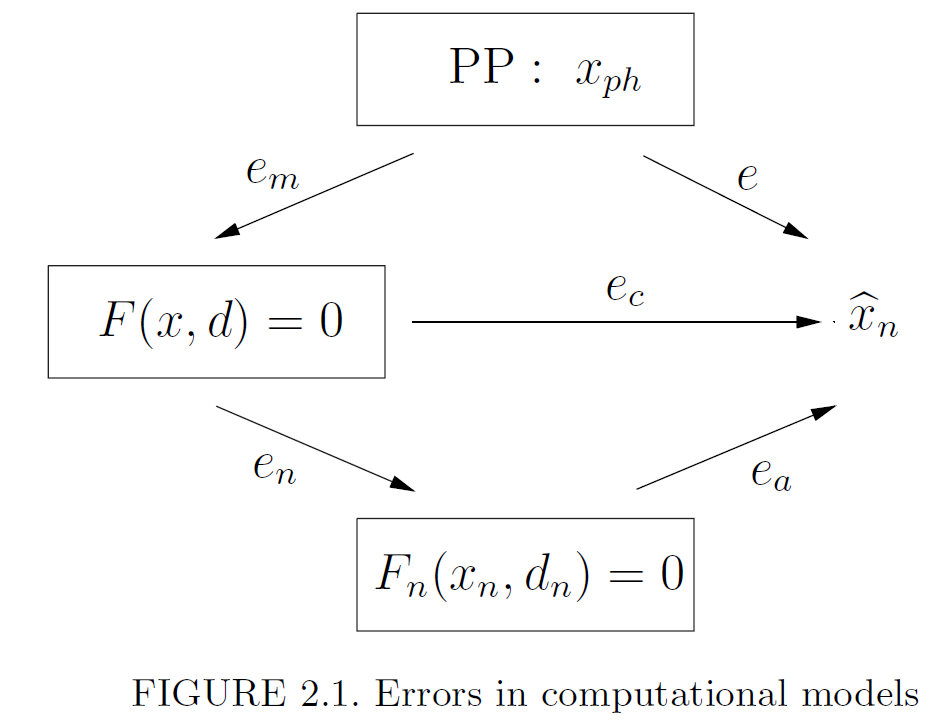 PP : x_{ph}
e_m
e
F(x, d) = 0
e_c
\widehat{x}_n
e_n
e_a
F_n(x_n, d_n) = 0
FIGURE 2.1. Errors in computational models